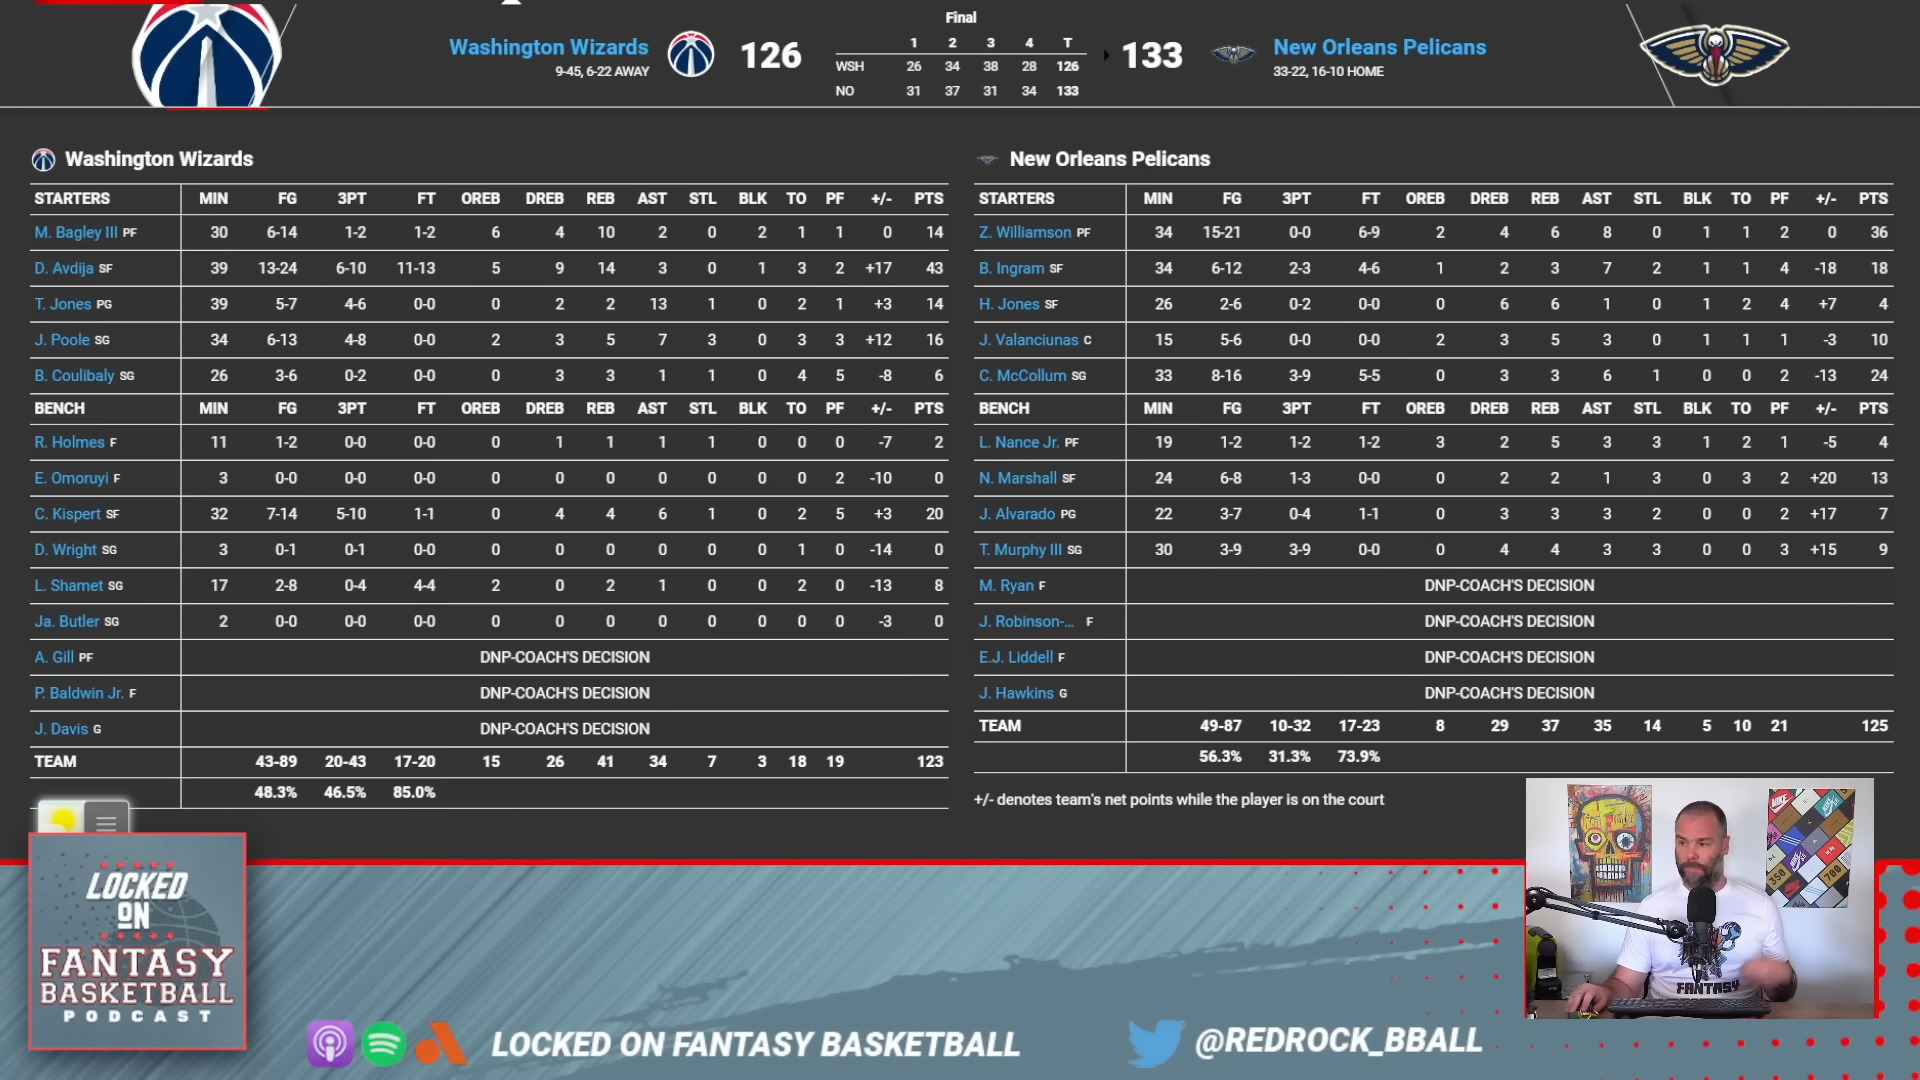 Final
Washington Wizards
9-45, 6-22 AWAY
126
1 2 3 4 T
WSH 26 34 38 28 126
NO 31 37 31 34 133
133
New Orleans Pelicans
33-22, 16-10 HOME
Washington Wizards
STARTERS MIN FG 3PT FT OREB DREB REB AST STL BLK TO PF +/- PTS
M. Bagley III PF 30 6-14 1-2 1-2 6 4 10 2 0 2 1 1 0 14
D. Avdija SF 39 13-24 6-10 11-13 5 9 14 3 0 1 3 2 +17 43
T. Jones PG 39 5-7 4-6 0-0 0 2 2 13 1 0 2 1 +3 14
J. Poole SG 34 6-13 4-8 0-0 2 3 5 7 3 0 3 3 +12 16
B. Coulibaly SG 26 3-6 0-2 0-0 0 3 3 1 1 0 4 5 -8 6
BENCH MIN FG 3PT FT OREB DREB REB AST STL BLK TO PF +/- PTS
R. Holmes F 11 1-2 0-0 0-0 0 1 1 1 1 0 0 0 -7 2
E. Omoruyi F 3 0-0 0-0 0-0 0 0 0 0 0 0 0 2 -10 0
C. Kispert SF 32 7-14 5-10 1-1 0 4 4 6 1 0 2 5 +3 20
D. Wright SG 3 0-1 0-1 0-0 0 0 0 0 0 0 1 0 -14 0
L. Shamet SG 17 2-8 0-4 4-4 2 0 2 1 0 0 2 0 -13 8
Ja. Butler SG 2 0-0 0-0 0-0 0 0 0 0 0 0 0 0 -3 0
A. Gill PF DNP-COACH'S DECISION
P. Baldwin Jr. F DNP-COACH'S DECISION
J. Davis G DNP-COACH'S DECISION
TEAM 43-89 20-43 17-20 15 26 41 34 7 3 18 19 123
48.3% 46.5% 85.0%
New Orleans Pelicans
STARTERS MIN FG 3PT FT OREB DREB REB AST STL BLK TO PF +/- PTS
Z. Williamson PF 34 15-21 0-0 6-9 2 4 6 8 0 1 1 2 0 36
B. Ingram SF 34 6-12 2-3 4-6 1 2 3 7 2 1 1 4 -18 18
H. Jones SF 26 2-6 0-2 0-0 0 6 6 1 0 1 2 4 +7 4
J. Valanciunas C 15 5-6 0-0 0-0 2 3 5 3 0 1 1 1 -3 10
C. McCollum SG 33 8-16 3-9 5-5 0 3 3 6 1 0 0 2 -13 24
BENCH MIN FG 3PT FT OREB DREB REB AST STL BLK TO PF +/- PTS
L. Nance Jr. PF 19 1-2 1-2 1-2 3 2 5 3 3 1 2 1 -5 4
N. Marshall SF 24 6-8 1-3 0-0 0 2 2 1 3 0 3 2 +20 13
J. Alvarado PG 22 3-7 0-4 1-1 0 3 3 3 2 0 0 2 +17 7
T. Murphy III SG 30 3-9 3-9 0-0 0 4 4 3 3 0 0 3 +15 9
M. Ryan F DNP-COACH'S DECISION
J. Robinson-... F DNP-COACH'S DECISION
E.J. Liddell F DNP-COACH'S DECISION
J. Hawkins G DNP-COACH'S DECISION
TEAM 49-87 10-32 17-23 8 29 37 35 14 5 10 21 125
56.3% 31.3% 73.9%
+/- denotes team's net points while the player is on the court
LOCKED
ON
FANTASY
BASKETBALL
PODCAST
LOCKED ON FANTASY BASKETBALL
@REDROCK_BBALL
FANTASY
NIKE
350
700